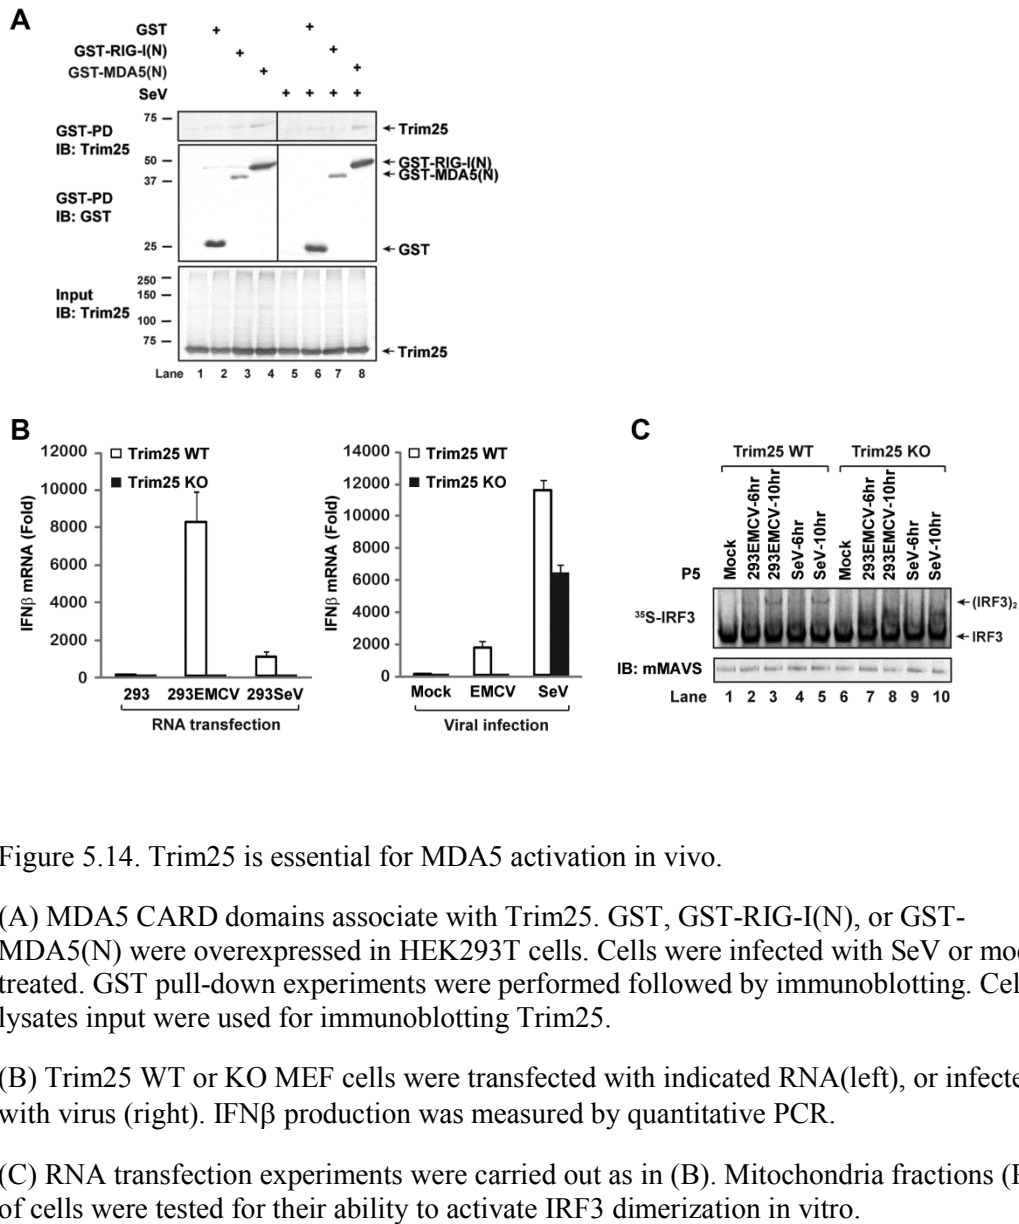 A
GST + +
GST-RIG-I(N) + +
GST-MDA5(N) + +
SeV + + + +
GST-PD
IB: Trim25
75
Trim25
GST-PD
IB: GST
50
37
25
GST-RIG-I(N)
GST-MDA5(N)
GST
Input
IB: Trim25
250
150
100
75
Trim25
Lane 1 2 3 4 5 6 7 8
B
IFNβ mRNA (Fold)
12000
10000
8000
6000
4000
2000
0
Trim25 WT
Trim25 KO
293 293EMCV 293SeV
RNA transfection
IFNβ mRNA (Fold)
14000
12000
10000
8000
6000
4000
2000
0
Trim25 WT
Trim25 KO
Mock EMCV SeV
Viral infection
C
Trim25 WT Trim25 KO
P5
Mock
293EMCV-6hr
293EMCV-10hr
SeV-6hr
SeV-10hr
Mock
293EMCV-6hr
293EMCV-10hr
SeV-6hr
SeV-10hr
³⁵S-IRF3
(IRF3)₂
IRF3
IB: mMAVS
Lane 1 2 3 4 5 6 7 8 9 10
Figure 5.14. Trim25 is essential for MDA5 activation in vivo.
(A) MDA5 CARD domains associate with Trim25. GST, GST-RIG-I(N), or GST-
MDA5(N) were overexpressed in HEK293T cells. Cells were infected with SeV or moc
treated. GST pull-down experiments were performed followed by immunoblotting. Cel
lysates input were used for immunoblotting Trim25.
(B) Trim25 WT or KO MEF cells were transfected with indicated RNA(left), or infecte
with virus (right). IFNβ production was measured by quantitative PCR.
(C) RNA transfection experiments were carried out as in (B). Mitochondria fractions (P
of cells were tested for their ability to activate IRF3 dimerization in vitro.